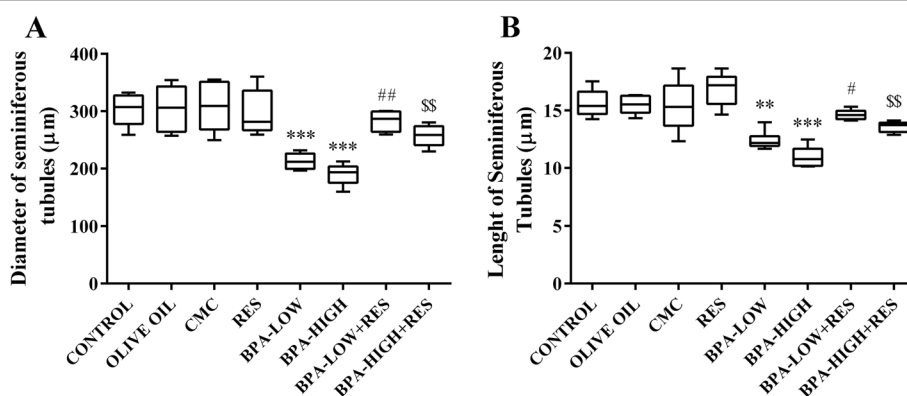 A
Diameter of seminiferous
tubules (μm)
400
300
200
100
0
***
***
##
$$
CONTROL
OLIVE OIL
CMC
RES
BPA-LOW
BPA-HIGH
BPA-LOW+RES
BPA-HIGH+RES
B
Lenght of Seminiferous
Tubules (μm)
20
15
10
5
0
**
***
#
$$
CONTROL
OLIVE OIL
CMC
RES
BPA-LOW
BPA-HIGH
BPA-LOW+RES
BPA-HIGH+RES